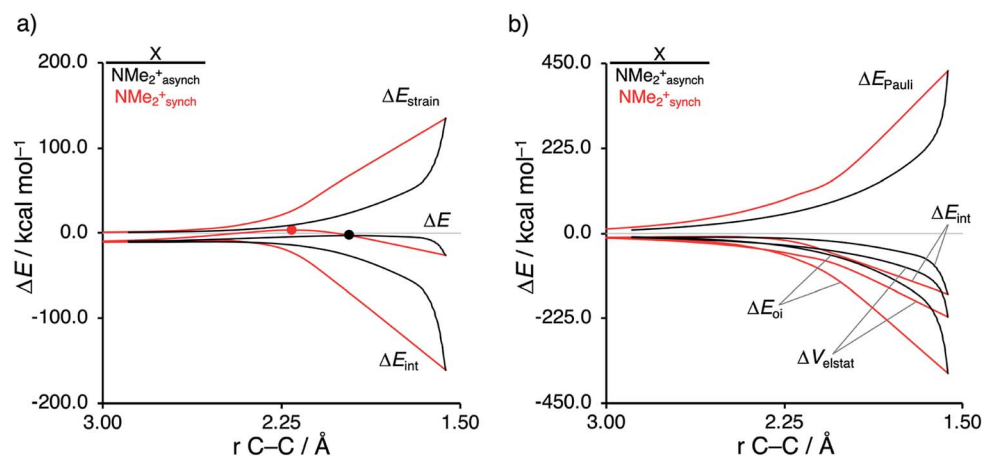 a)
X
NMe₂⁺asynch
NMe₂⁺synch
ΔE / kcal mol⁻¹
200.0
100.0
0.0
-100.0
-200.0
ΔEstrain
ΔE
ΔEint
3.00
2.25
1.50
r C–C / Å
b)
X
NMe₂⁺asynch
NMe₂⁺synch
ΔE / kcal mol⁻¹
450.0
225.0
0.0
-225.0
-450.0
ΔEPauli
ΔEint
ΔEoi
ΔVelstat
3.00
2.25
1.50
r C–C / Å